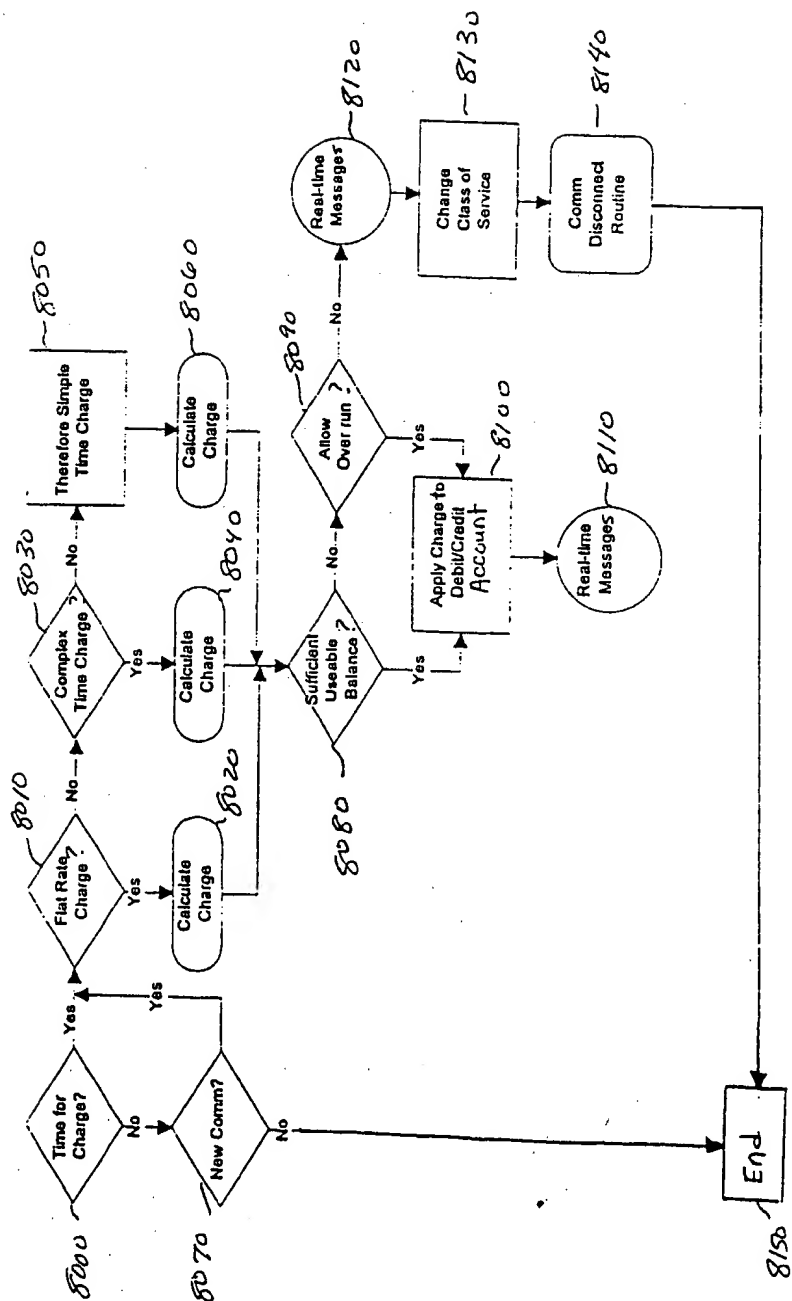 8000
Time for
Charge?
Yes
No
8070
New Comm?
Yes
No
8010
Flat Rate
Charge?
No
Yes
8020
Calculate
Charge
8030
Complex
Time Charge?
No
Yes
8040
Calculate
Charge
8050
Therefore Simple
Time Charge
8060
Calculate
Charge
8080
Sufficient
Useable
Balance?
No
Yes
8090
Allow
Over run?
No
Yes
8100
Apply Charge to
Debit/Credit
Account
8110
Real-time
Messages
8120
Real-time
Messages
8130
Change
Class of
Service
8140
Comm
Disconnect
Routine
8150
End